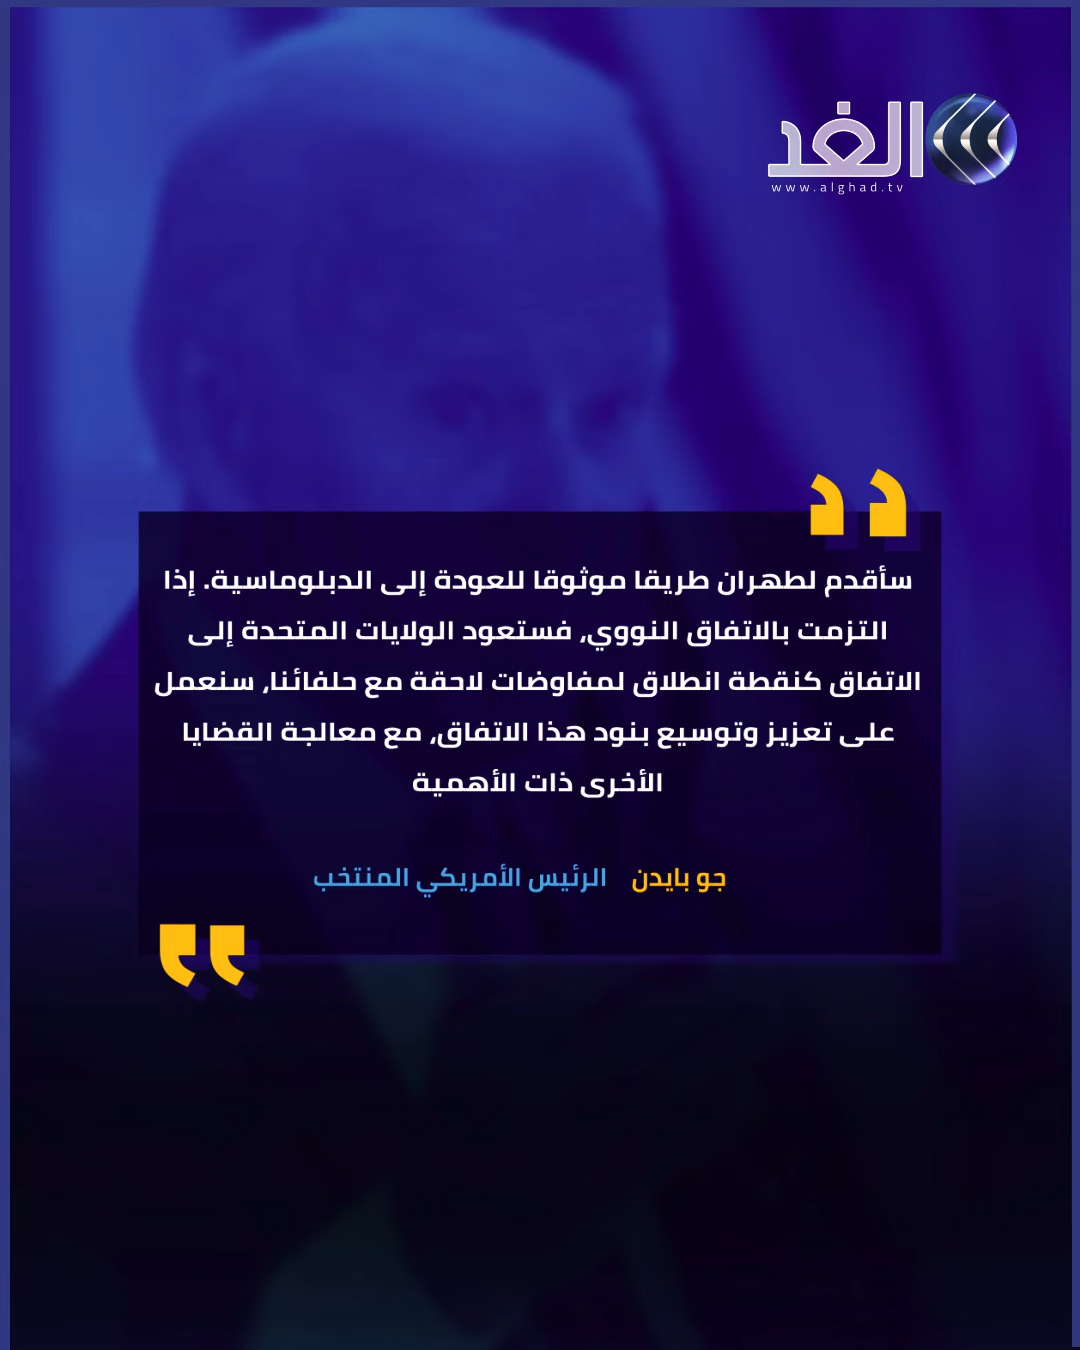 الغد
www.alghad.tv
سأقدم لطهران طريقا موثوقا للعودة إلى الدبلوماسية. إذا
التزمت بالاتفاق النووي، فستعود الولايات المتحدة إلى
الاتفاق كنقطة انطلاق لمفاوضات لاحقة مع حلفائنا، سنعمل
على تعزيز وتوسيع بنود هذا الاتفاق، مع معالجة القضايا
الأخرى ذات الأهمية
جو بايدن الرئيس الأمريكي المنتخب